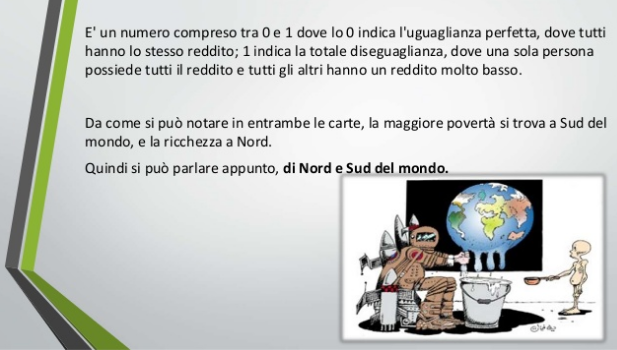 E' un numero compreso tra 0 e 1 dove lo 0 indica l'uguaglianza perfetta, dove tutti
hanno lo stesso reddito; 1 indica la totale diseguaglianza, dove una sola persona
possiede tutti il reddito e tutti gli altri hanno un reddito molto basso.
Da come si può notare in entrambe le carte, la maggiore povertà si trova a Sud del
mondo, e la ricchezza a Nord.
Quindi si può parlare appunto, di Nord e Sud del mondo.